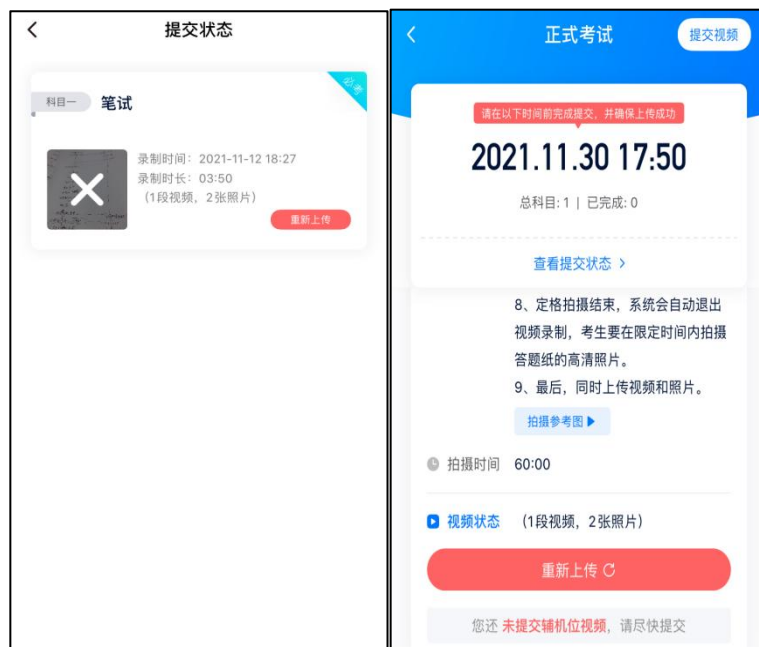 提交状态
科目一 笔试
必考
录制时间：2021-11-12 18:27
录制时长：03:50
（1段视频，2张照片）
重新上传
正式考试
提交视频
请在以下时间前完成提交，并确保上传成功
2021.11.30 17:50
总科目: 1 | 已完成: 0
查看提交状态
8、定格拍摄结束，系统会自动退出
视频录制，考生要在限定时间内拍摄
答题纸的高清照片。
9、最后，同时上传视频和照片。
拍摄参考图
拍摄时间 60:00
视频状态 （1段视频，2张照片）
重新上传
您还 未提交辅机位视频，请尽快提交